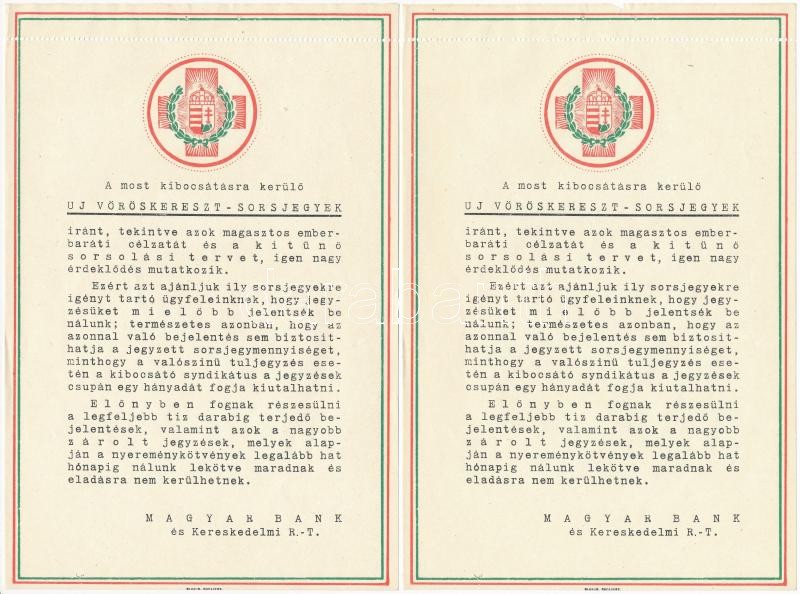 A most kibocsátásra kerülő
UJ VÖRÖSKERESZT-SORSJEGYEK
iránt, tekintve azok magasztos ember-
baráti célzatát és a kitünő
sorsolási tervet, igen nagy
érdeklődés mutatkozik.
Ezért azt ajánljuk ily sorsjegyekre
igényt tartó ügyfeleinknek, hogy jegy-
zésüket mielőbb jelentsék be
nálunk; természetes azonban, hogy az
azonnal való bejelentés sem biztosit-
hatja a jegyzett sorsjegymennyiséget,
minthogy a valószinü tuljegyzés ese-
tén a kibocsátó syndikátus a jegyzések
csupán egy hányadát fogja kiutalhatni.
Előnyben fognak részesülni
a legfeljebb tiz darabig terjedő be-
jelentések, valamint azok a nagyobb
zárolt jegyzések, melyek alap-
ján a nyereménykötvények legalább hat
hónapig nálunk lekötve maradnak és
eladásra nem kerülhetnek.
MAGYAR BANK
és Kereskedelmi R.-T.
A most kibocsátásra kerülő
UJ VÖRÖSKERESZT-SORSJEGYEK
iránt, tekintve azok magasztos ember-
baráti célzatát és a kitünő
sorsolási tervet, igen nagy
érdeklődés mutatkozik.
Ezért azt ajánljuk ily sorsjegyekre
igényt tartó ügyfeleinknek, hogy jegy-
zésüket mielőbb jelentsék be
nálunk; természetes azonban, hogy az
azonnal való bejelentés sem biztosit-
hatja a jegyzett sorsjegymennyiséget,
minthogy a valószinü tuljegyzés ese-
tén a kibocsátó syndikátus a jegyzések
csupán egy hányadát fogja kiutalhatni.
Előnyben fognak részesülni
a legfeljebb tiz darabig terjedő be-
jelentések, valamint azok a nagyobb
zárolt jegyzések, melyek alap-
ján a nyereménykötvények legalább hat
hónapig nálunk lekötve maradnak és
eladásra nem kerülhetnek.
MAGYAR BANK
és Kereskedelmi R.-T.